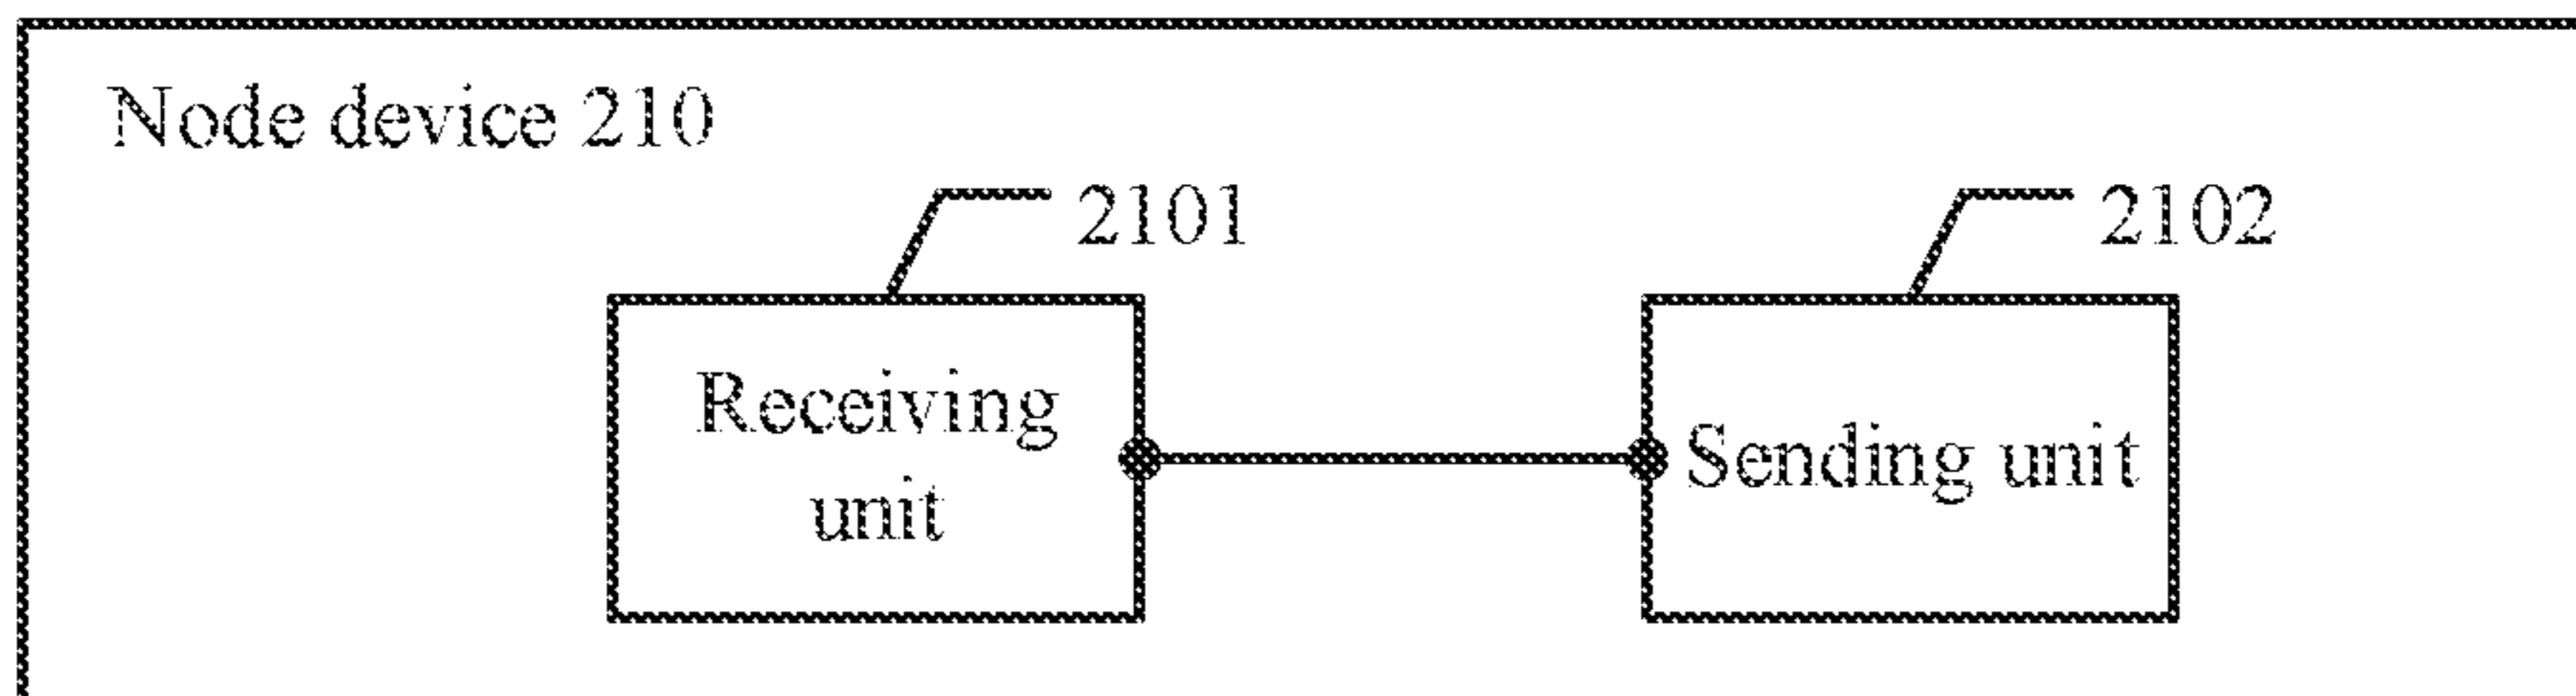 Node device 210
2101
2102
Receiving
unit
Sending unit